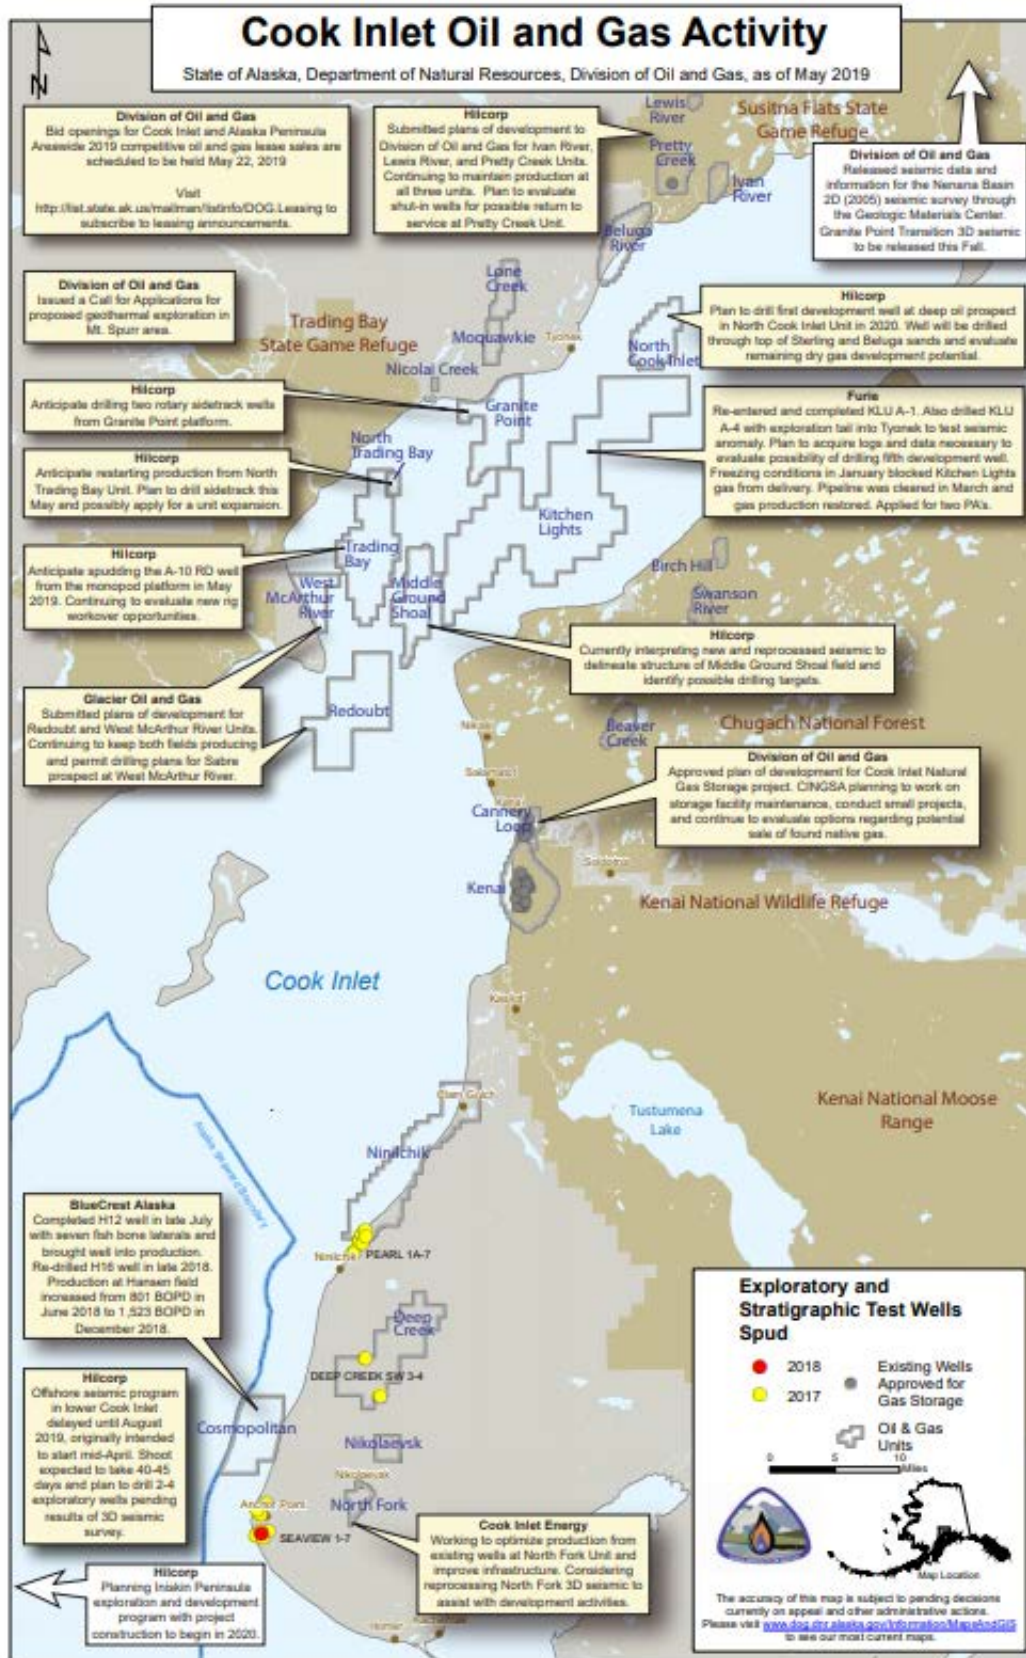 Cook Inlet Oil and Gas Activity
State of Alaska, Department of Natural Resources, Division of Oil and Gas, as of May 2019
N
Division of Oil and Gas
Bid openings for Cook Inlet and Alaska Peninsula
Areawide 2019 competitive oil and gas lease sales are
scheduled to be held May 22, 2019
Visit
http://list.state.ak.us/mailman/listinfo/DOG.Leasing to
subscribe to leasing announcements.
Hilcorp
Submitted plans of development to
Division of Oil and Gas for Ivan River,
Lewis River, and Pretty Creek Units.
Continuing to maintain production at
all three units. Plan to evaluate
shut-in wells for possible return to
service at Pretty Creek Unit.
Lewis
River
Pretty
Creek
Susitna Flats State
Game Refuge
Ivan
River
Division of Oil and Gas
Released seismic data and
information for the Nenana Basin
2D (2005) seismic survey through
the Geologic Materials Center.
Granite Point Transition 3D seismic
to be released this Fall.
Beluga
River
Division of Oil and Gas
Issued a Call for Applications for
proposed geothermal exploration in
Mt. Spurr area.
Lone
Creek
Trading Bay
State Game Refuge
Moquawkie
Tyonek
Nicolai Creek
North
Cook Inlet
Hilcorp
Plan to drill first development well at deep oil prospect
in North Cook Inlet Unit in 2020. Well will be drilled
through top of Sterling and Beluga sands and evaluate
remaining dry gas development potential.
Hilcorp
Anticipate drilling two rotary sidetrack wells
from Granite Point platform.
Granite
Point
Furie
Re-entered and completed KLU A-1. Also drilled KLU
A-4 with exploration tail into Tyonek to test seismic
anomaly. Plan to acquire logs and data necessary to
evaluate possibility of drilling fifth development well.
Freezing conditions in January blocked Kitchen Lights
gas from delivery. Pipeline was cleared in March and
gas production restored. Applied for two PA's.
North
Trading Bay
Hilcorp
Anticipate restarting production from North
Trading Bay Unit. Plan to drill sidetrack this
May and possibly apply for a unit expansion.
Kitchen
Lights
Hilcorp
Anticipate spudding the A-10 RD well
from the monopod platform in May
2019. Continuing to evaluate new rig
workover opportunities.
Trading
Bay
West
McArthur
River
Middle
Ground
Shoal
Birch Hill
Swanson
River
Hilcorp
Currently interpreting new and reprocessed seismic to
delineate structure of Middle Ground Shoal field and
identify possible drilling targets.
Glacier Oil and Gas
Submitted plans of development for
Redoubt and West McArthur River Units.
Continuing to keep both fields producing
and permit drilling plans for Sabre
prospect at West McArthur River.
Redoubt
Nikiski
Beaver
Creek
Chugach National Forest
Salamatof
Division of Oil and Gas
Approved plan of development for Cook Inlet Natural
Gas Storage project. CINGSA planning to work on
storage facility maintenance, conduct small projects,
and continue to evaluate options regarding potential
sale of found native gas.
Kenai
Cannery
Loop
Soldotna
Kenai
Kenai National Wildlife Refuge
Cook Inlet
Kasilof
Clam Gulch
Tustumena
Lake
Kenai National Moose
Range
Ninilchik
BlueCrest Alaska
Completed H12 well in late July
with seven fish bone laterals and
brought well into production.
Re-drilled H16 well in late 2018.
Production at Hansen field
increased from 801 BOPD in
June 2018 to 1,523 BOPD in
December 2018.
Ninilchik
PEARL 1A-7
Deep
Creek
DEEP CREEK SW 3-4
Hilcorp
Offshore seismic program
in lower Cook Inlet
delayed until August
2019, originally intended
to start mid-April. Shoot
expected to take 40-45
days and plan to drill 2-4
exploratory wells pending
results of 3D seismic
survey.
Cosmopolitan
Nikolaevsk
Nikolaevsk
North Fork
Anchor Point
SEAVIEW 1-7
Cook Inlet Energy
Working to optimize production from
existing wells at North Fork Unit and
improve infrastructure. Considering
reprocessing North Fork 3D seismic to
assist with development activities.
Hilcorp
Planning Iniskin Peninsula
exploration and development
program with project
construction to begin in 2020.
Homer
Exploratory and
Stratigraphic Test Wells
Spud
2018
2017
Existing Wells
Approved for
Gas Storage
Oil & Gas
Units
0 5 10
Miles
Map Location
The accuracy of this map is subject to pending decisions
currently on appeal and other administrative actions.
Please visit www.dog.dnr.alaska.gov/Information/MapsAndGIS
to see our most current maps.